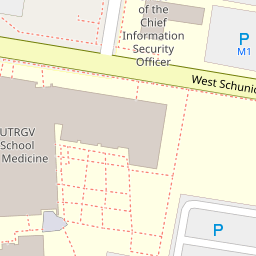 of the
Chief
Information
Security
Officer
P
M1
West Schunio
UTRGV
School
Medicine
P